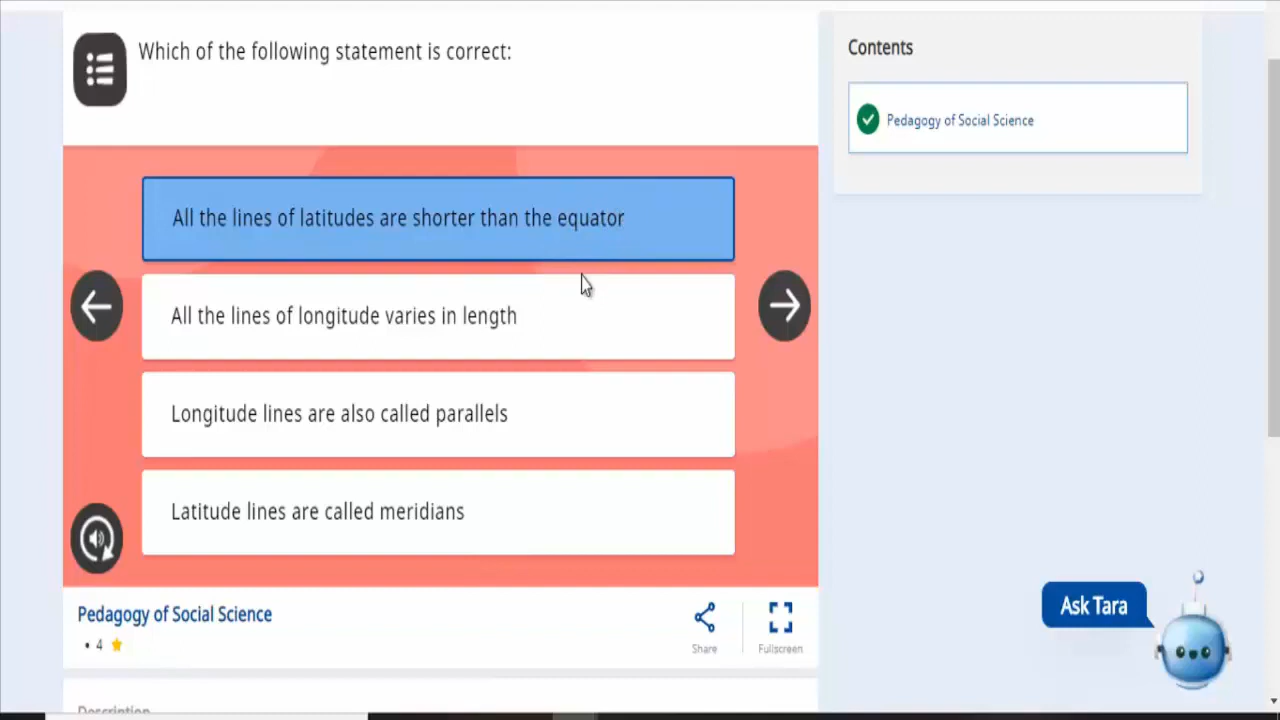 Which of the following statement is correct:
Contents
Pedagogy of Social Science
All the lines of latitudes are shorter than the equator
All the lines of longitude varies in length
Longitude lines are also called parallels
Latitude lines are called meridians
Pedagogy of Social Science
• 4
Share
Fullscreen
Ask Tara
Description